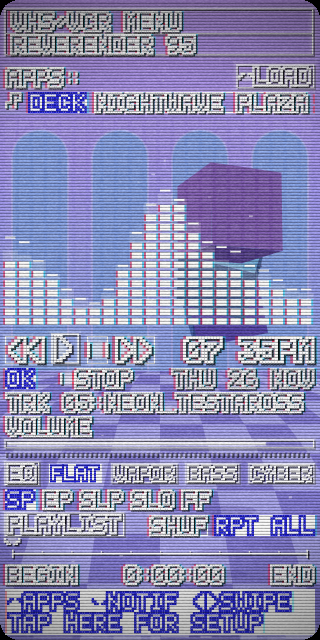 VHS/VCR MENU
REWERENDER 95
APPS::
LOAD
DECK NIGHTWAVE PLAZA
07 35PM
OK STOP THU 26 NOV
TRK 05:NEON_TESTAROSS
VOLUME
EQ FLAT VAPOR BASS CYBER
SP EP SLP SLO FF
PLAYLIST SHUF RPT ALL
BEGIN 0:00:00 END
APPS NOTIF SWIPE
TAP HERE FOR SETUP